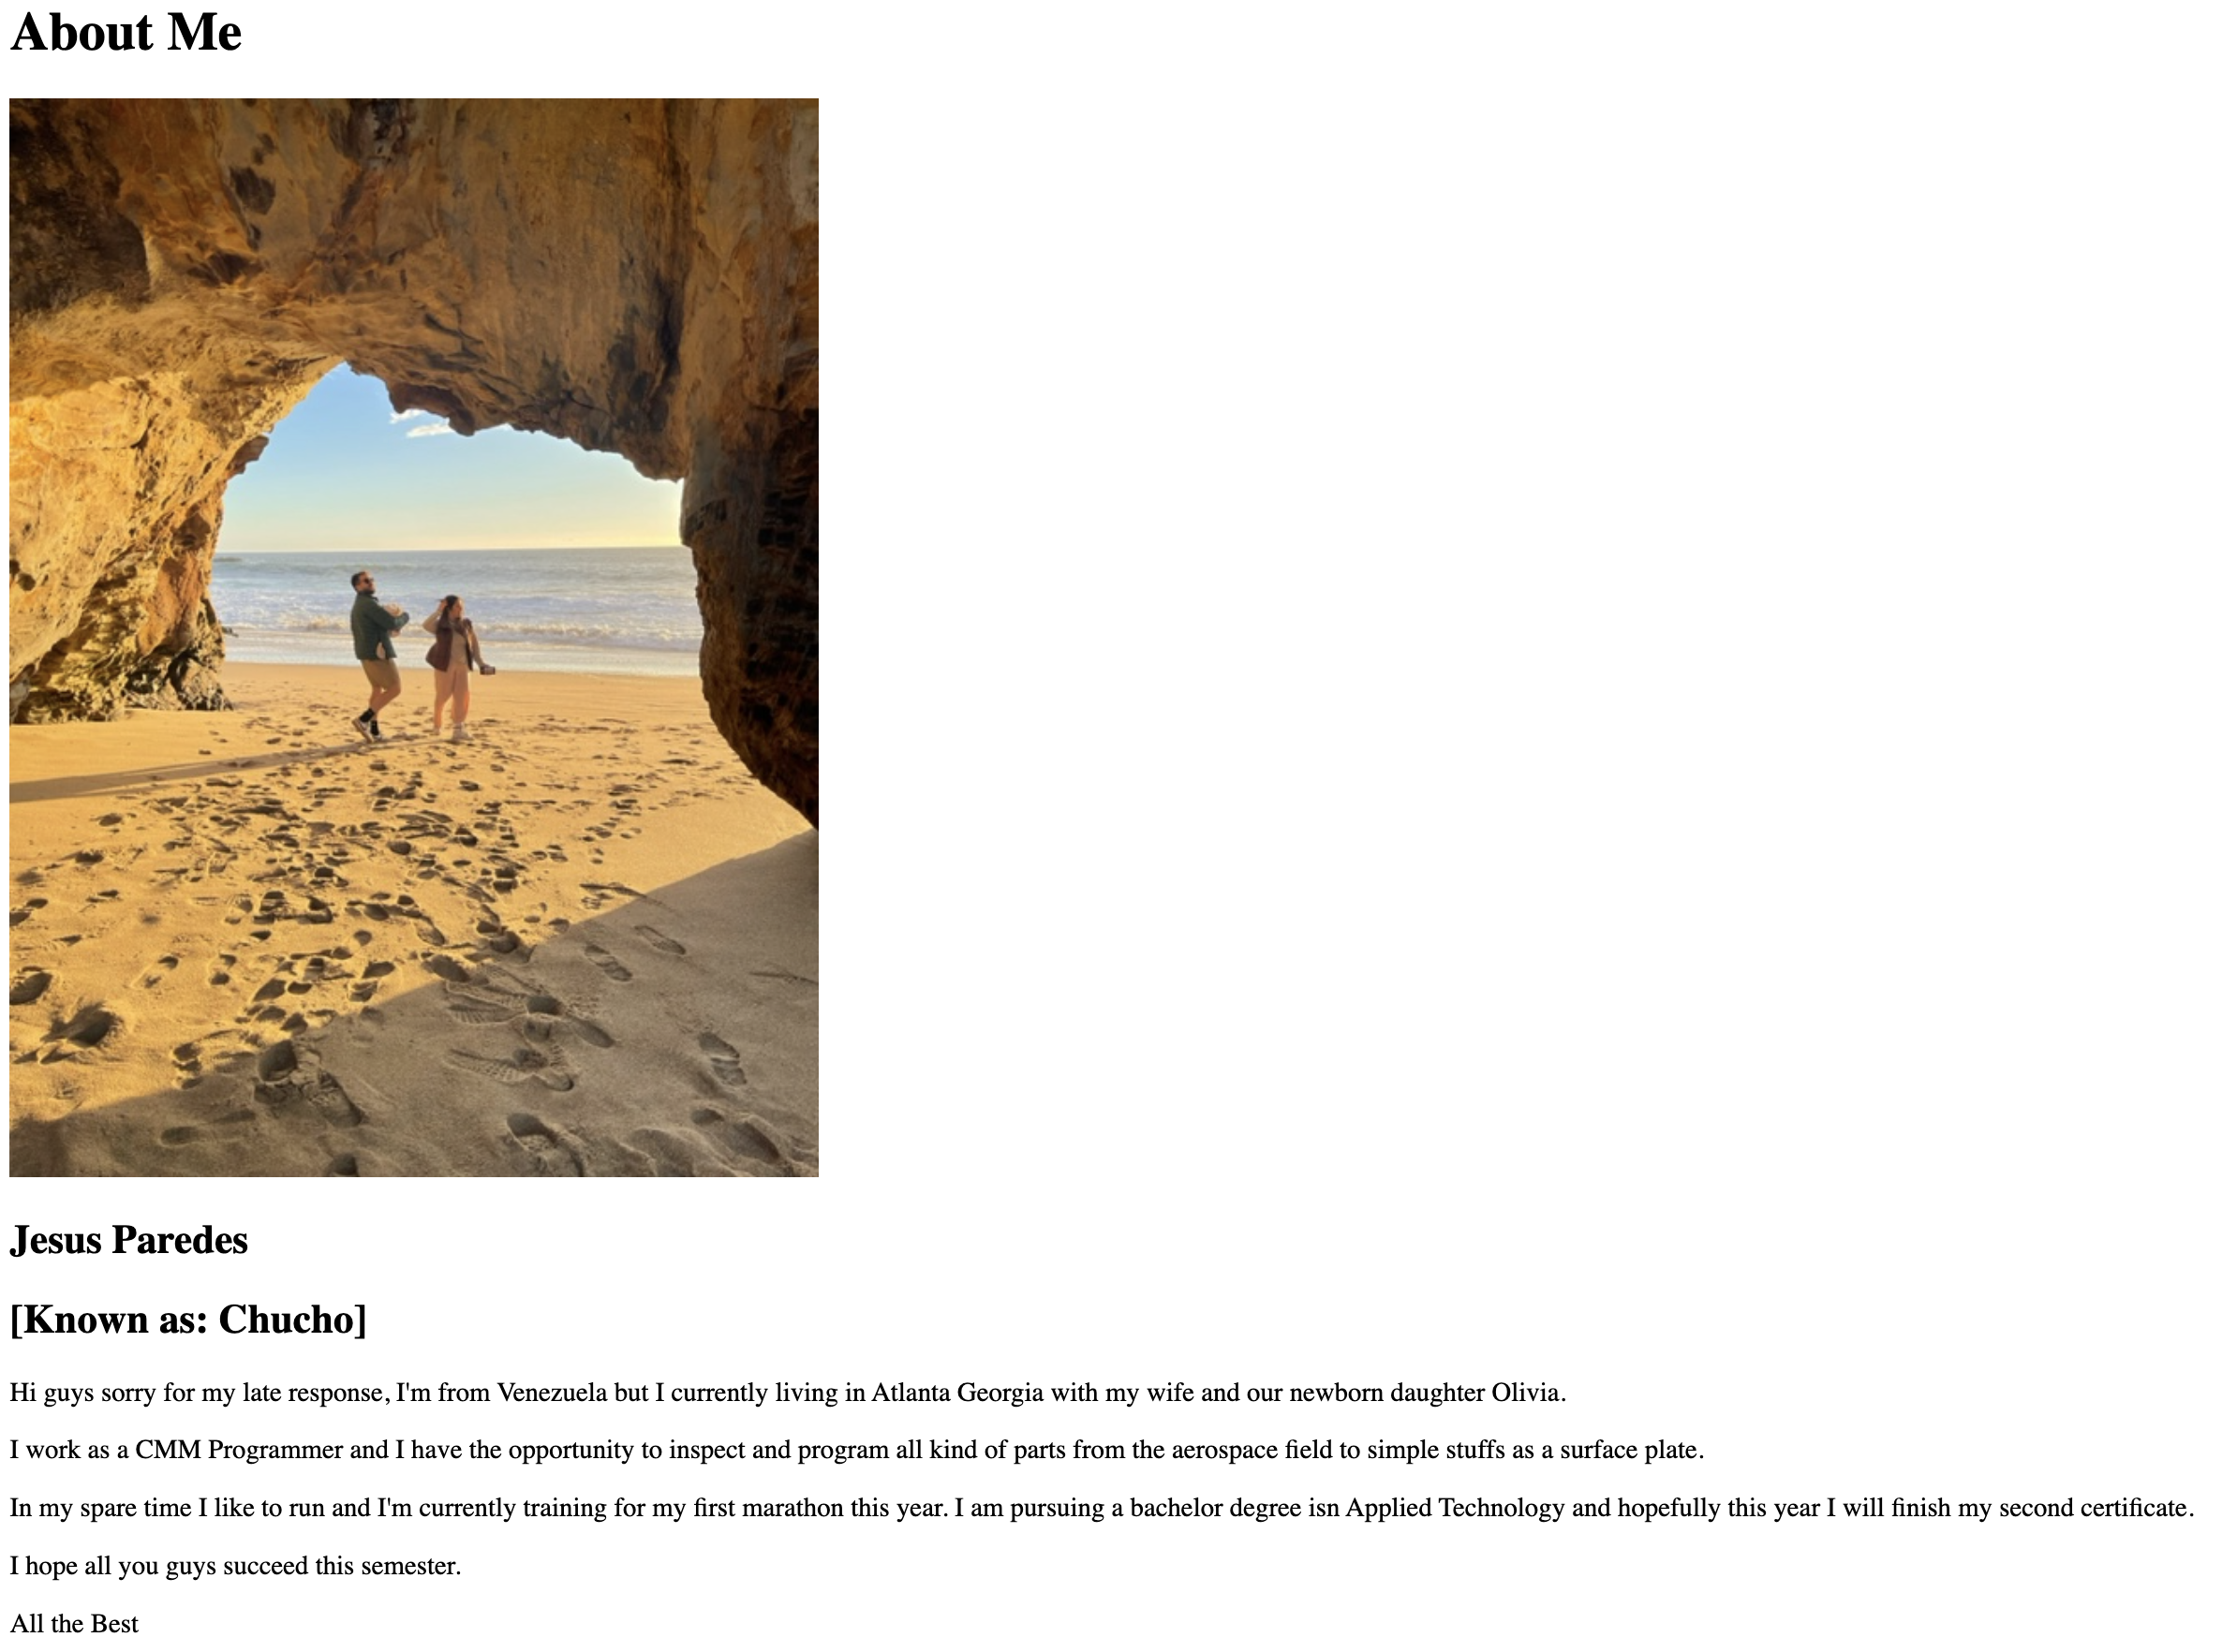 About Me
Jesus Paredes
[Known as: Chucho]
Hi guys sorry for my late response, I'm from Venezuela but I currently living in Atlanta Georgia with my wife and our newborn daughter Olivia.
I work as a CMM Programmer and I have the opportunity to inspect and program all kind of parts from the aerospace field to simple stuffs as a surface plate.
In my spare time I like to run and I'm currently training for my first marathon this year. I am pursuing a bachelor degree isn Applied Technology and hopefully this year I will finish my second certificate.
I hope all you guys succeed this semester.
All the Best